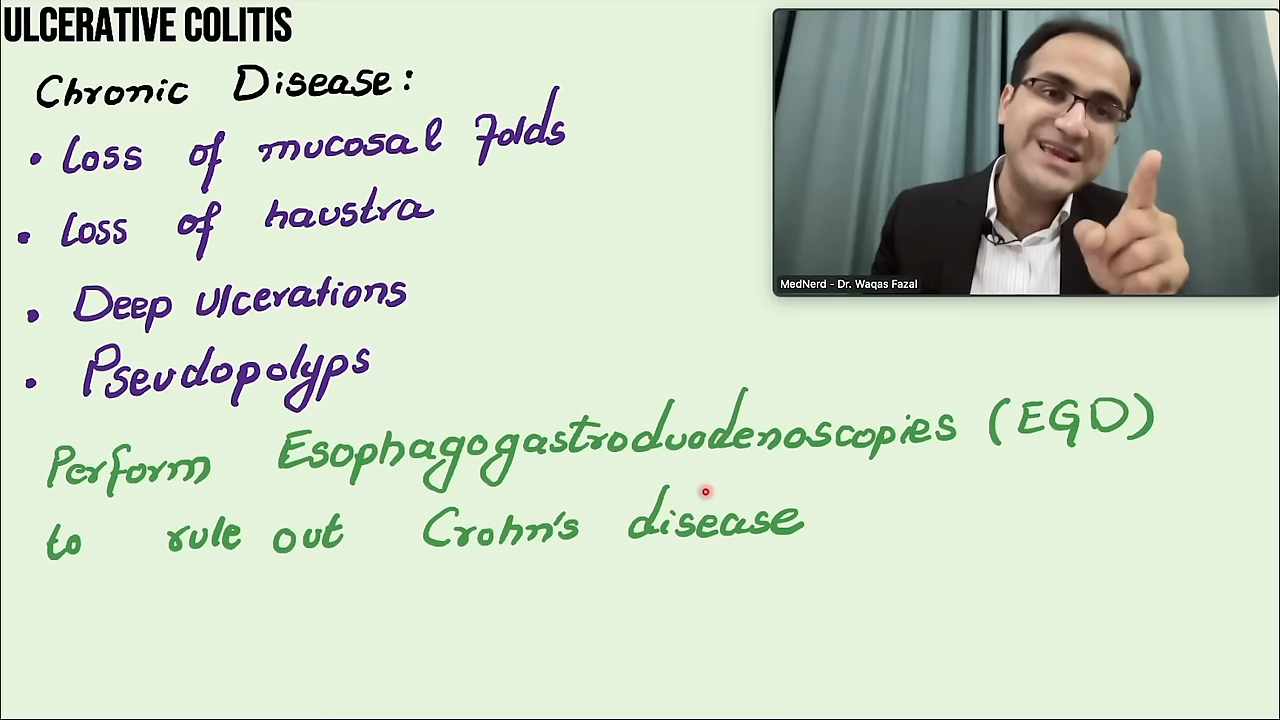 ULCERATIVE COLITIS
Chronic Disease:
• Loss of mucosal folds
• Loss of haustra
• Deep ulcerations
• Pseudopolyps
Perform Esophagogastroduodenoscopies (EGD)
to rule out Crohn's disease
MedNerd - Dr. Waqas Fazal